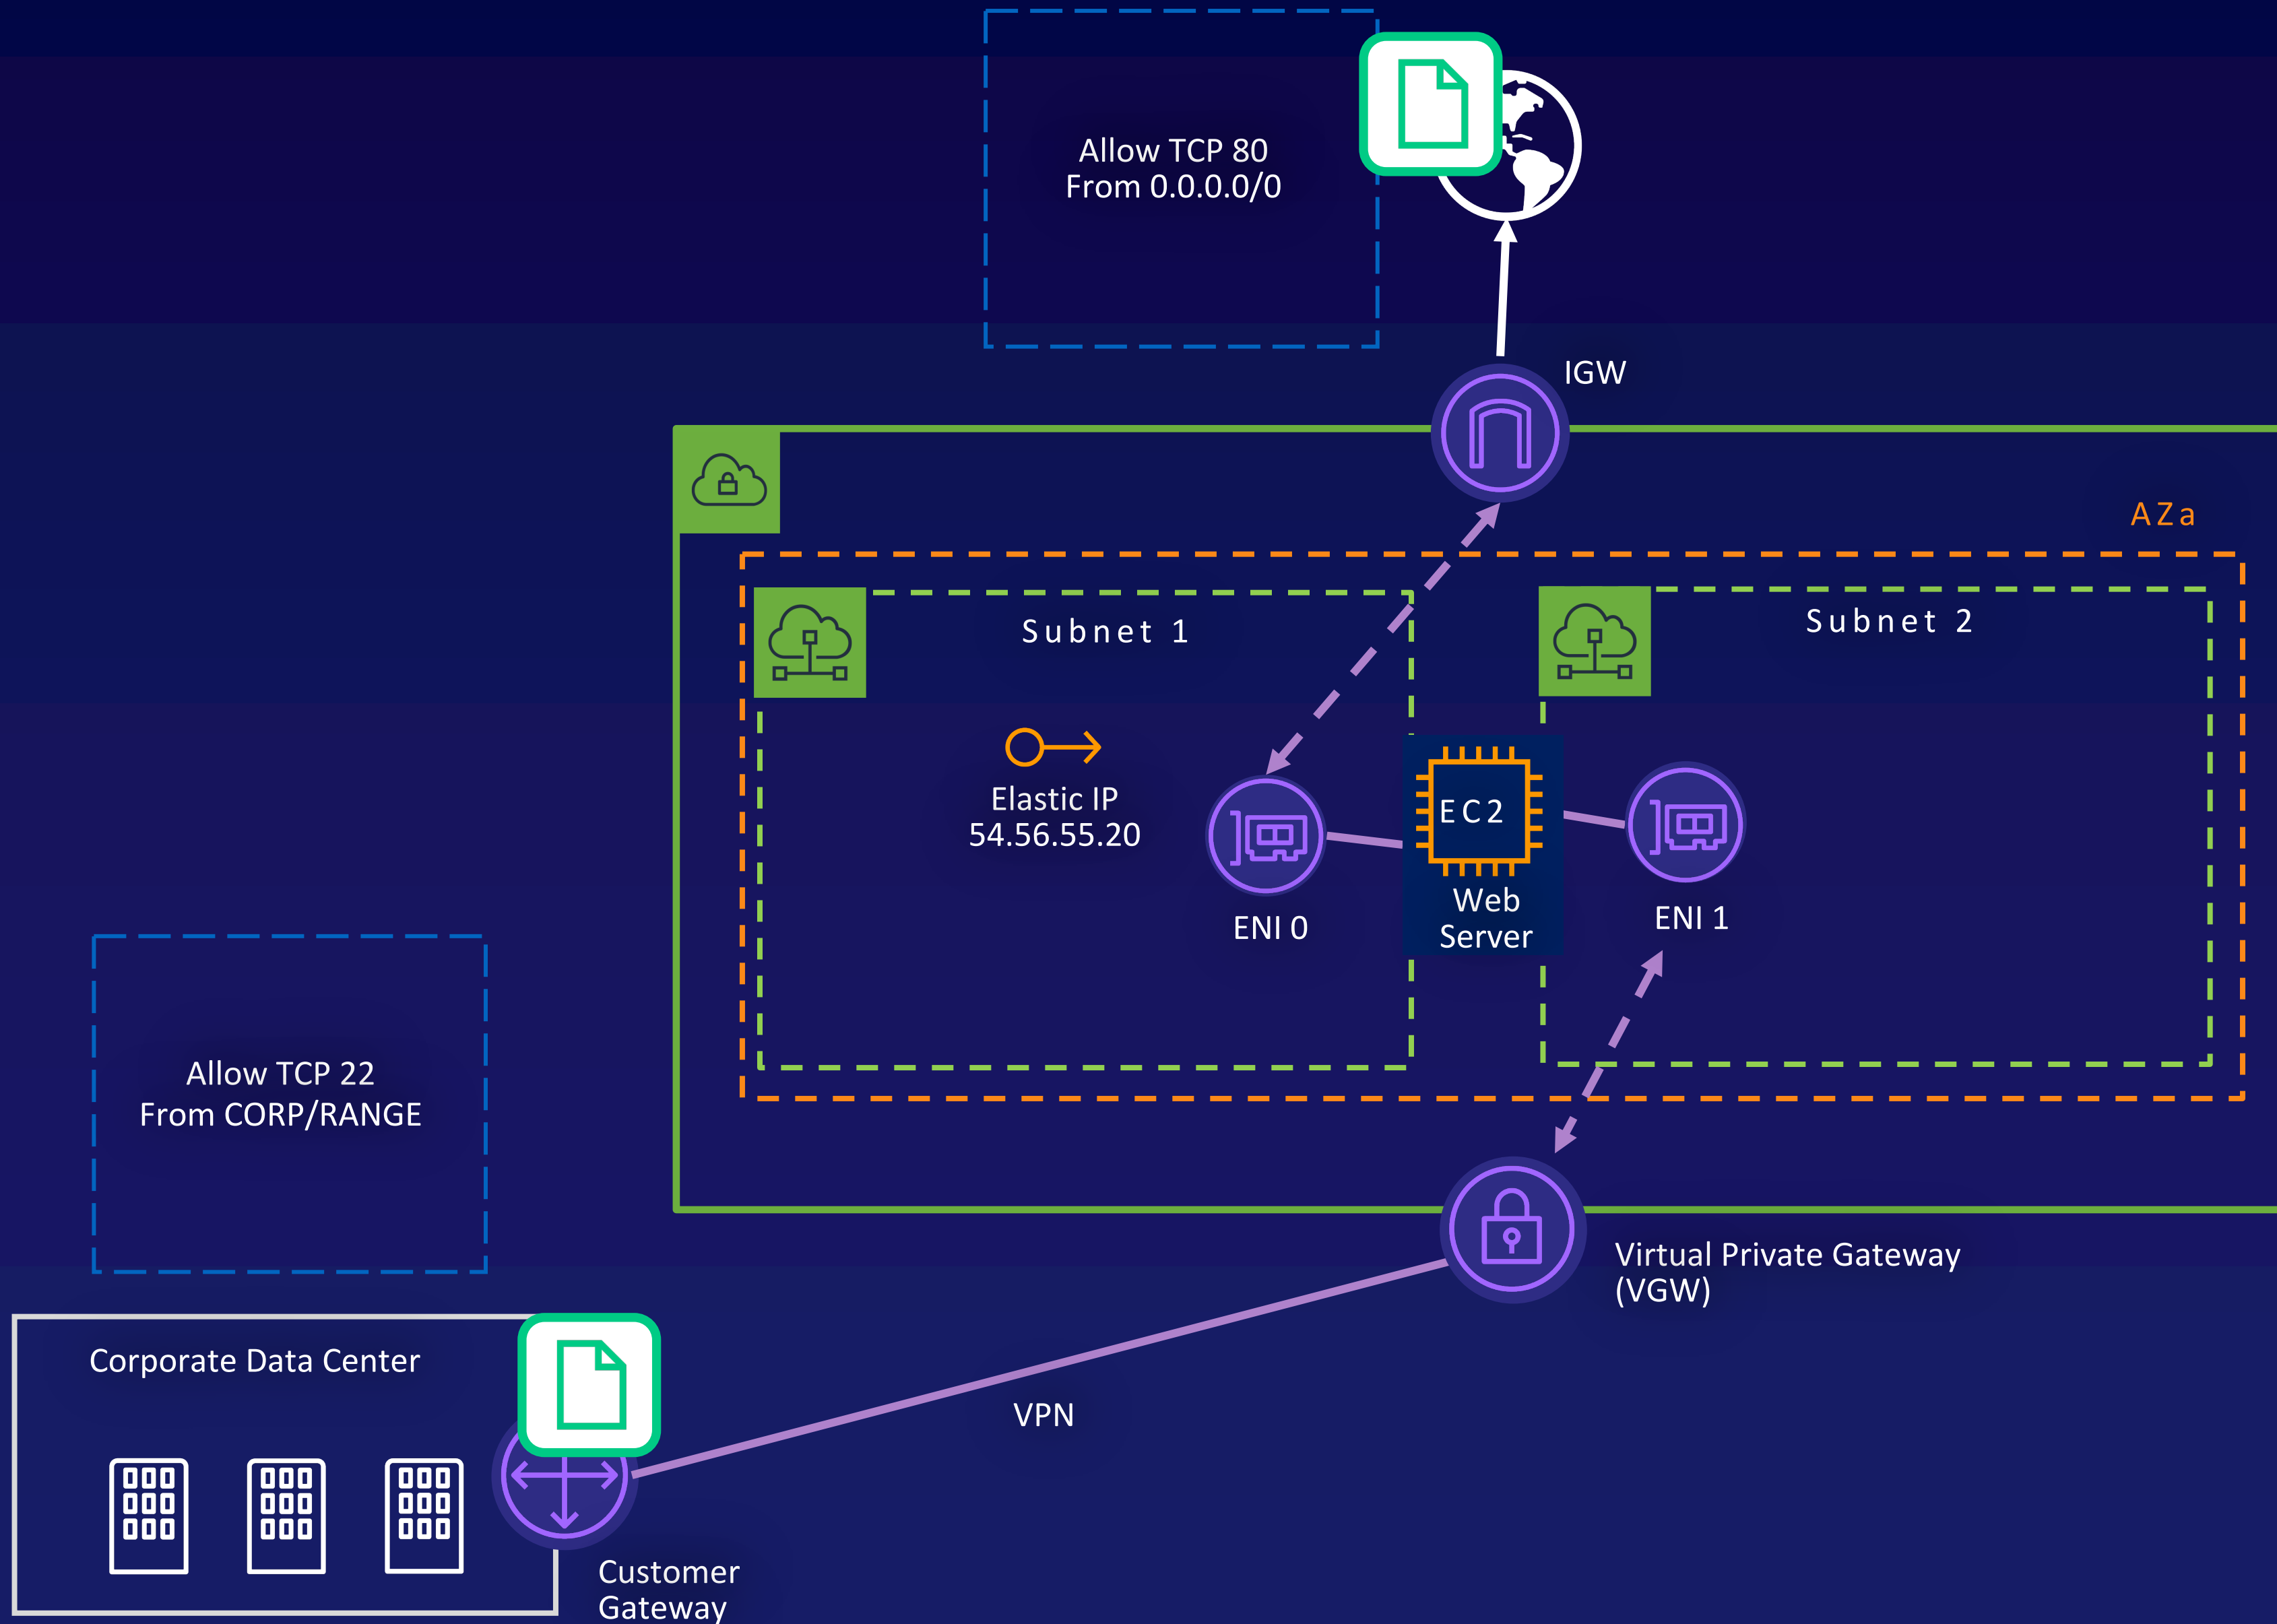 Allow TCP 80
From 0.0.0.0/0
IGW
AZa
Subnet 1
Subnet 2
Elastic IP
54.56.55.20
EC2
Web
Server
ENI 0
ENI 1
Allow TCP 22
From CORP/RANGE
Virtual Private Gateway
(VGW)
Corporate Data Center
VPN
Customer
Gateway